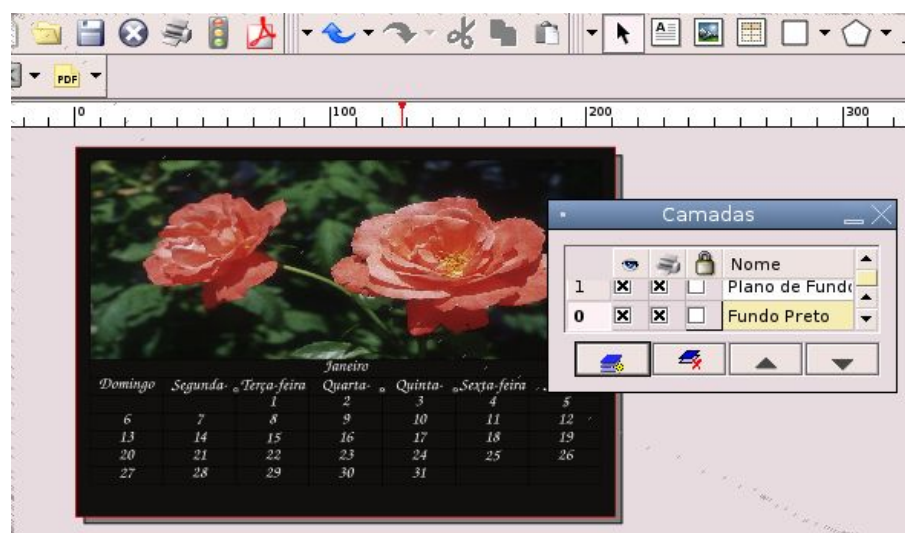 PDF
0 100 200 300
Camadas
Nome
1 Plano de Fundo
0 Fundo Preto
Janeiro
Domingo Segunda- Terça-feira Quarta- Quinta- Sexta-feira
1 2 3 4 5
6 7 8 9 10 11 12
13 14 15 16 17 18 19
20 21 22 23 24 25 26
27 28 29 30 31